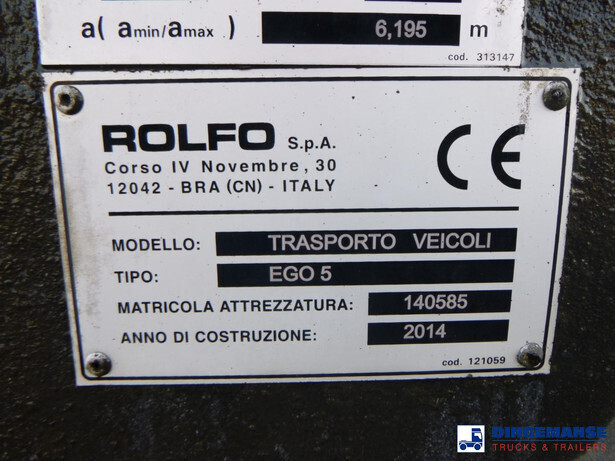 a( amin/amax ) 6,195 m
cod. 313147
ROLFO S.p.A.
Corso IV Novembre, 30
12042 - BRA (CN) - ITALY
CE
MODELLO: TRASPORTO VEICOLI
TIPO: EGO 5
MATRICOLA ATTREZZATURA: 140585
ANNO DI COSTRUZIONE: 2014
cod. 121059
DINGEMANSE
TRUCKS & TRAILERS